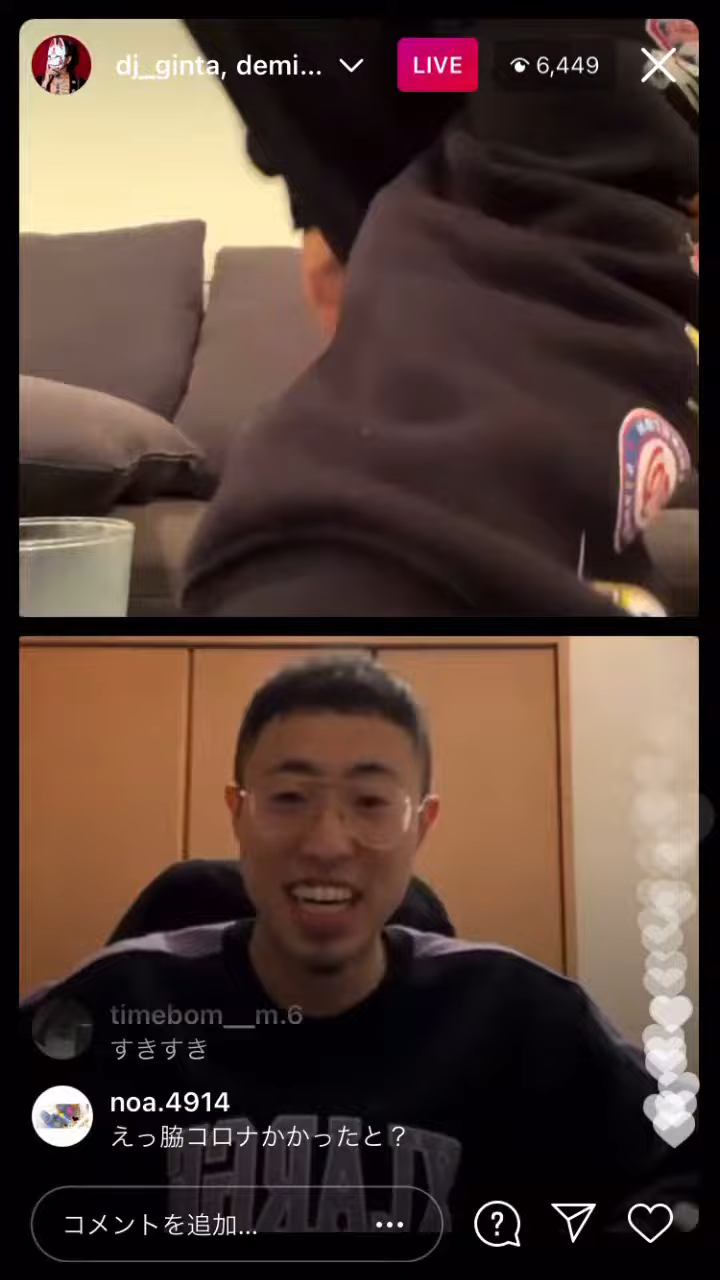 dj_ginta, demi...
LIVE
6,449
timebom__m.6
すきすき
noa.4914
えっ脇コロナかかったと？
コメントを追加...